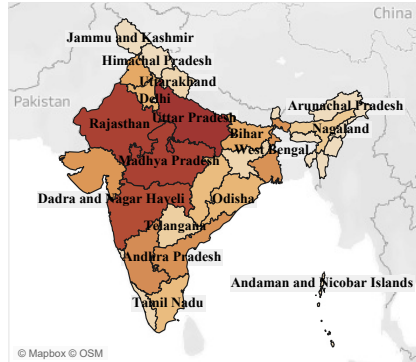 China
Jammu and Kashmir
Himachal Pradesh
Uttarakhand
Pakistan
Delhi
Arunachal Pradesh
Rajasthan
Uttar Pradesh
Nagaland
Bihar
West Bengal
Madhya Pradesh
Dadra and Nagar Haveli
Odisha
Telangana
Andhra Pradesh
Andaman and Nicobar Islands
Tamil Nadu
© Mapbox © OSM